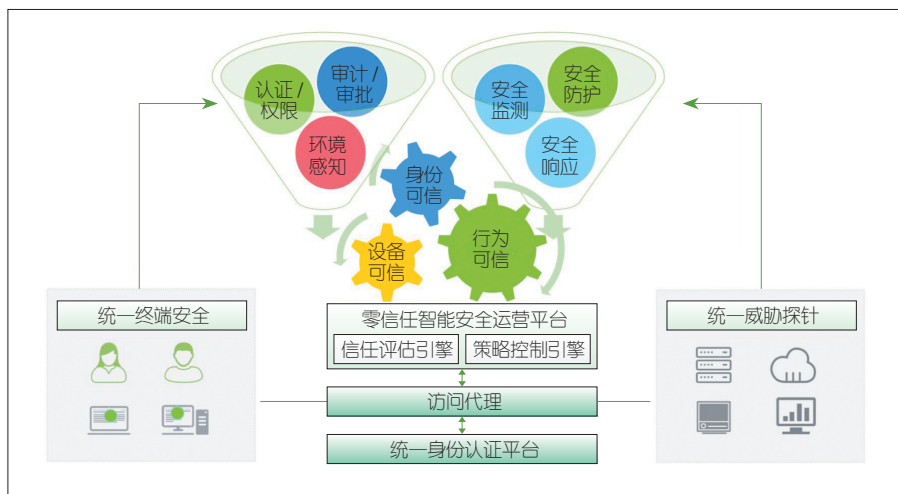 认证/
权限
审计/
审批
环境
感知
安全
监测
安全
防护
安全
响应
身份
可信
设备
可信
行为
可信
统一终端安全
零信任智能安全运营平台
信任评估引擎
策略控制引擎
访问代理
统一身份认证平台
统一威胁探针